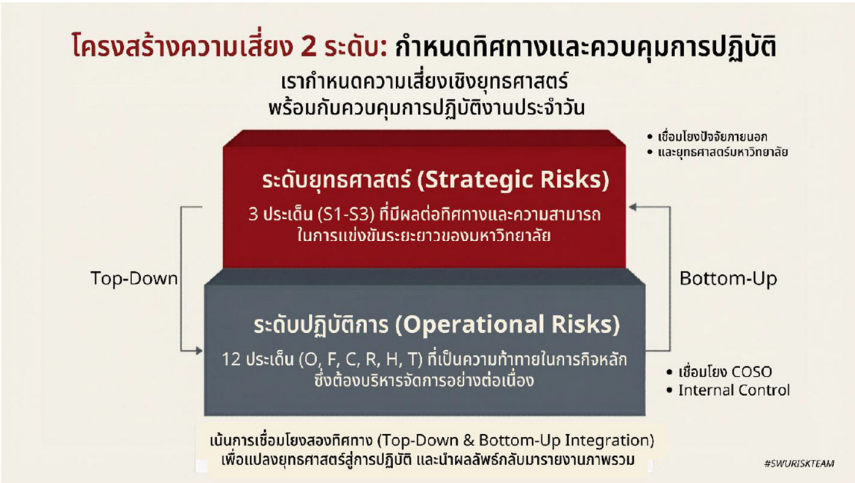 โครงสร้างความเสี่ยง 2 ระดับ: กำหนดทิศทางและควบคุมการปฏิบัติ
เรากำหนดความเสี่ยงเชิงยุทธศาสตร์
พร้อมกับควบคุมการปฏิบัติงานประจำวัน
• เชื่อมโยงปัจจัยภายนอก
• และยุทธศาสตร์มหาวิทยาลัย
ระดับยุทธศาสตร์ (Strategic Risks)
3 ประเด็น (S1-S3) ที่มีผลต่อทิศทางและความสามารถ
ในการแข่งขันระยะยาวของมหาวิทยาลัย
Top-Down
Bottom-Up
ระดับปฏิบัติการ (Operational Risks)
12 ประเด็น (O, F, C, R, H, T) ที่เป็นความท้าทายในภารกิจหลัก
ซึ่งต้องบริหารจัดการอย่างต่อเนื่อง
• เชื่อมโยง COSO
• Internal Control
เน้นการเชื่อมโยงสองทิศทาง (Top-Down & Bottom-Up Integration)
เพื่อแปลงยุทธศาสตร์สู่การปฏิบัติ และนำผลลัพธ์กลับมารายงานภาพรวม
#SWURISKTEAM